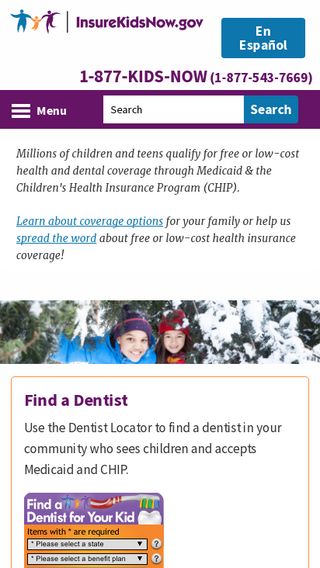 InsureKidsNow.gov
En
Español
1-877-KIDS-NOW (1-877-543-7669)
Menu
Search
Search
Millions of children and teens qualify for free or low-cost
health and dental coverage through Medicaid & the
Children's Health Insurance Program (CHIP).
Learn about coverage options for your family or help us
spread the word about free or low-cost health insurance
coverage!
Find a Dentist
Use the Dentist Locator to find a dentist in your
community who sees children and accepts
Medicaid and CHIP.
Find a
Dentist for Your Kid
Items with * are required
* Please select a state
?
* Please select a benefit plan
?